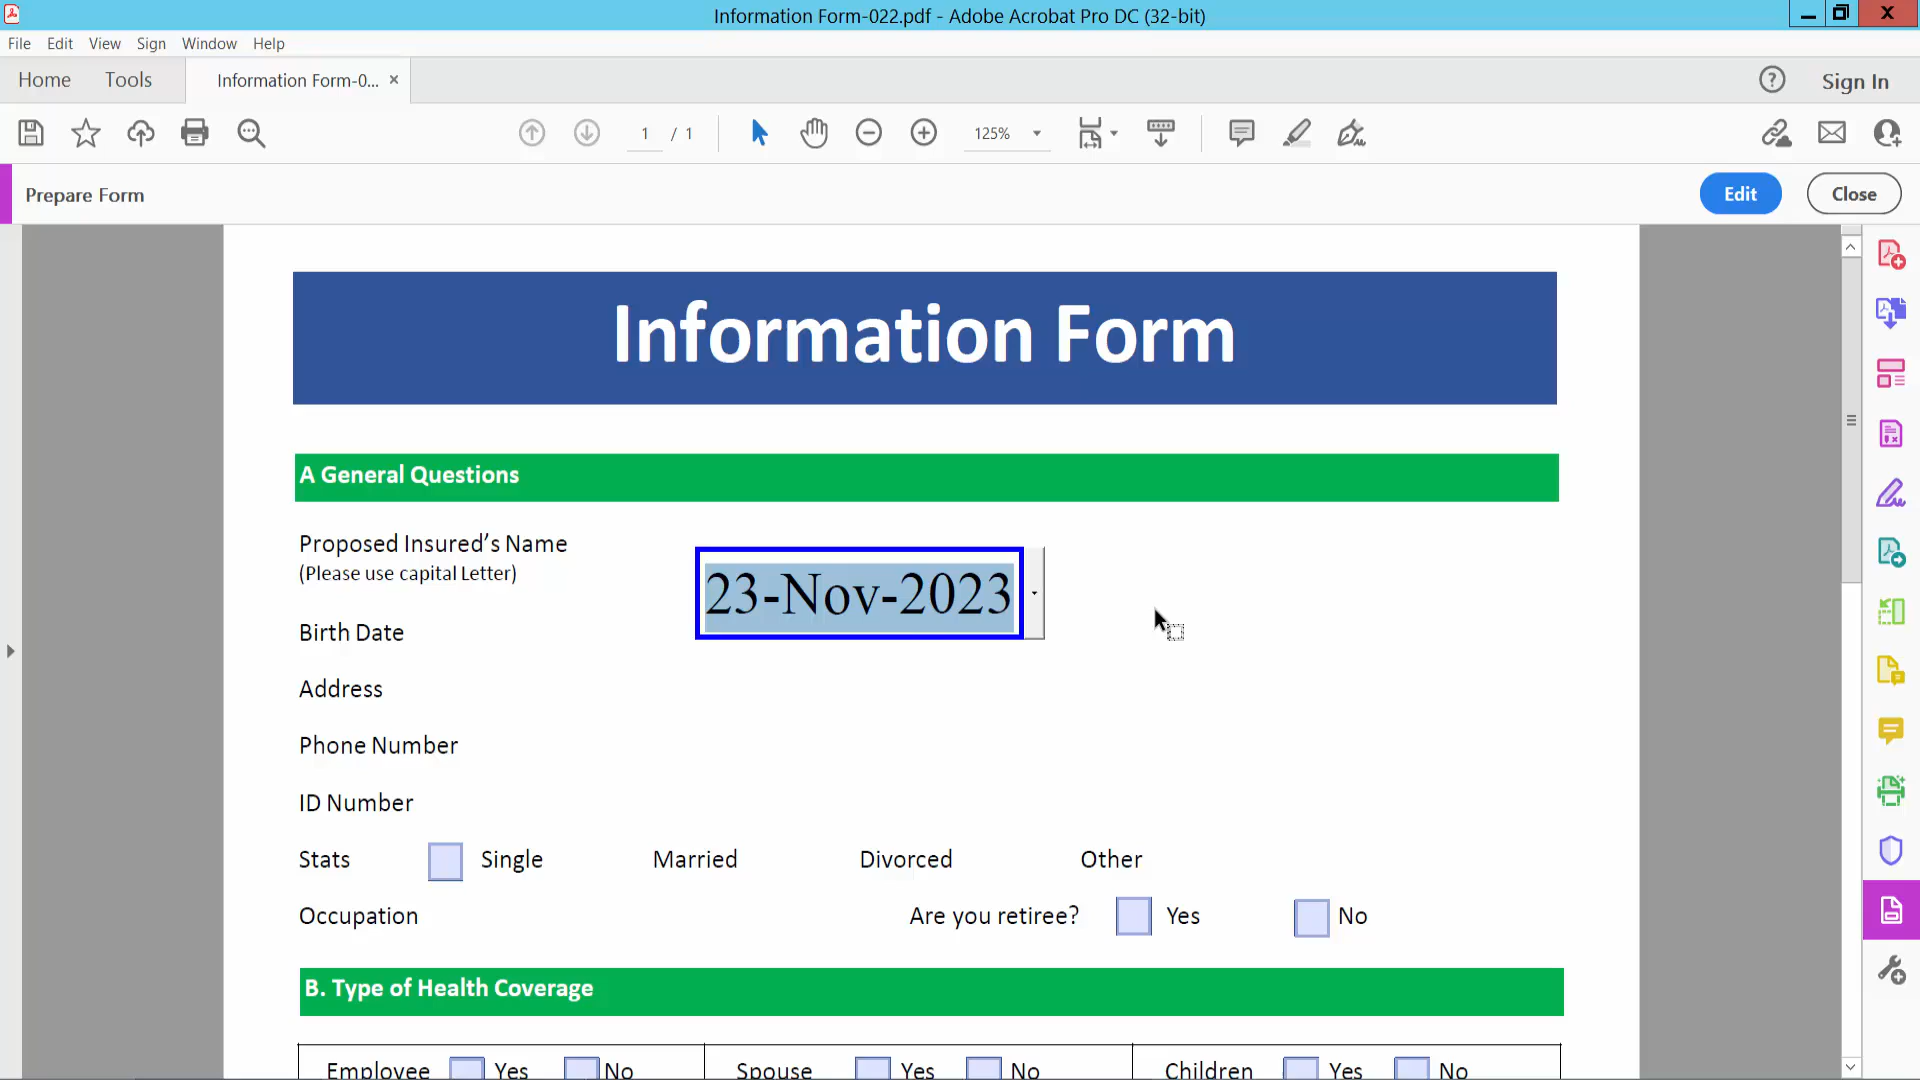 Information Form-022.pdf - Adobe Acrobat Pro DC (32-bit)
File Edit View Sign Window Help
Home Tools Information Form-0... × Sign In
1 / 1 125%
Prepare Form Edit Close
Information Form
A General Questions
Proposed Insured’s Name
(Please use capital Letter)
23-Nov-2023
Birth Date
Address
Phone Number
ID Number
Stats Single Married Divorced Other
Occupation Are you retiree? Yes No
B. Type of Health Coverage
Employee Yes No Spouse Yes No Children Yes No